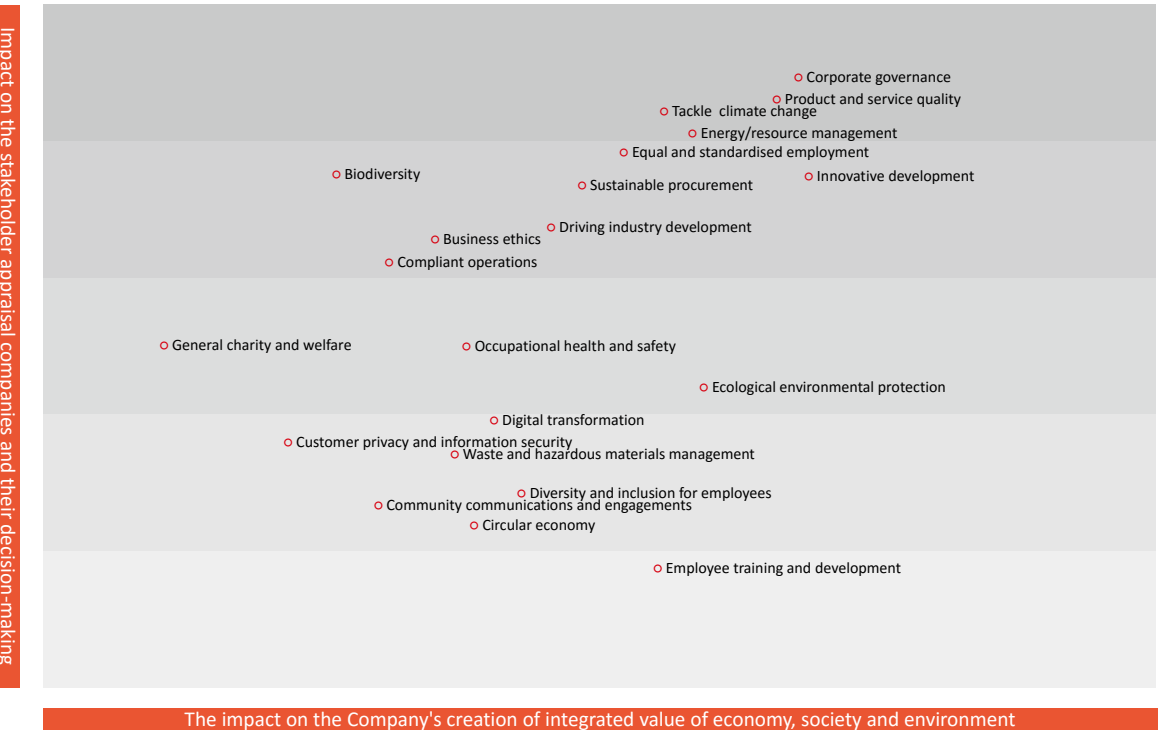 Impact on the stakeholder appraisal companies and their decision-making
Corporate governance
Product and service quality
Tackle climate change
Energy/resource management
Equal and standardised employment
Biodiversity
Innovative development
Sustainable procurement
Driving industry development
Business ethics
Compliant operations
General charity and welfare
Occupational health and safety
Ecological environmental protection
Digital transformation
Customer privacy and information security
Waste and hazardous materials management
Diversity and inclusion for employees
Community communications and engagements
Circular economy
Employee training and development
The impact on the Company's creation of integrated value of economy, society and environment